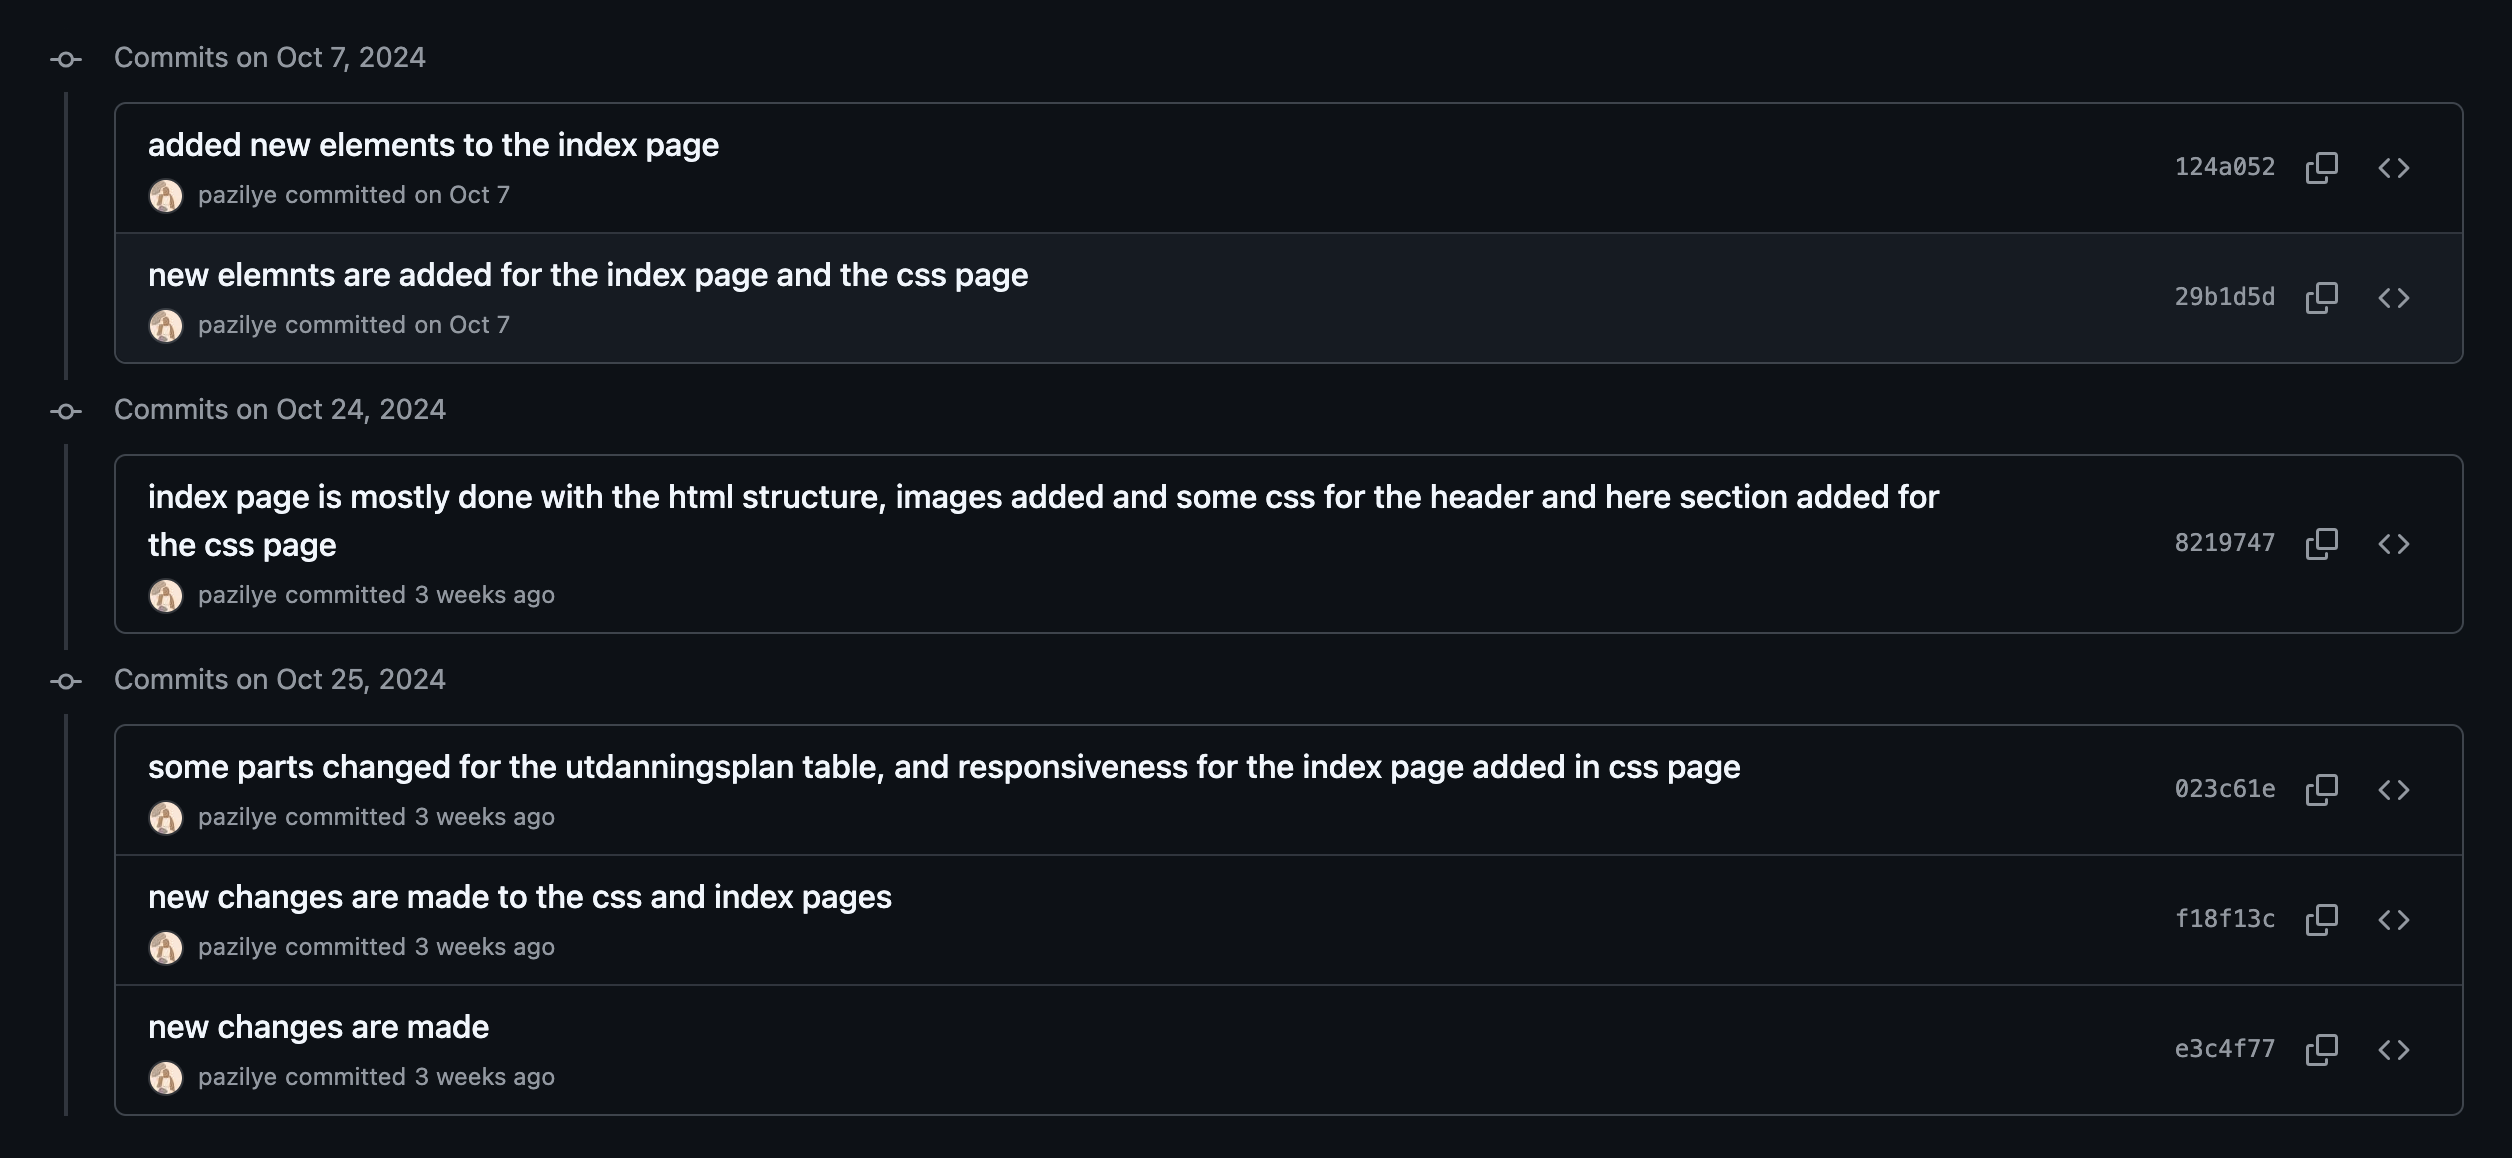 Commits on Oct 7, 2024
added new elements to the index page
pazilye committed on Oct 7
124a052
new elemnts are added for the index page and the css page
pazilye committed on Oct 7
29b1d5d
Commits on Oct 24, 2024
index page is mostly done with the html structure, images added and some css for the header and here section added for
the css page
pazilye committed 3 weeks ago
8219747
Commits on Oct 25, 2024
some parts changed for the utdanningsplan table, and responsiveness for the index page added in css page
pazilye committed 3 weeks ago
023c61e
new changes are made to the css and index pages
pazilye committed 3 weeks ago
f18f13c
new changes are made
pazilye committed 3 weeks ago
e3c4f77